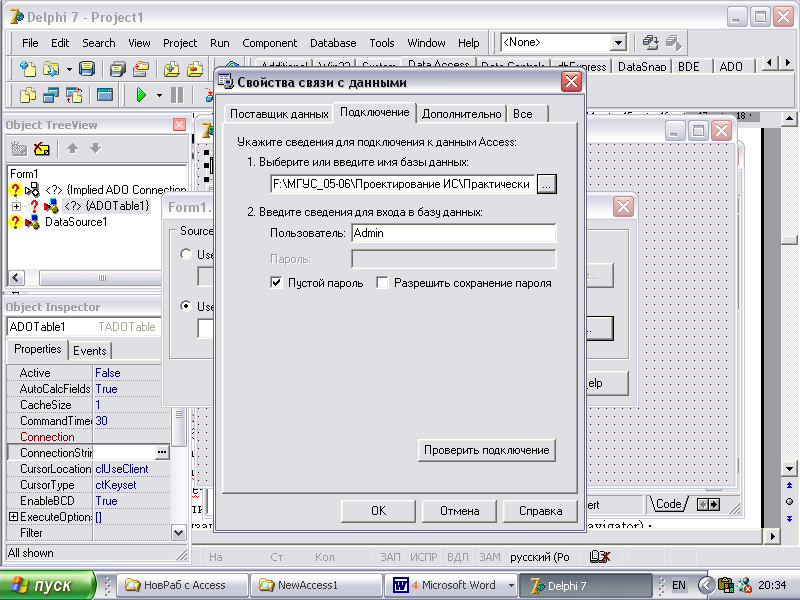 Delphi 7 - Project1
File Edit Search View Project Run Component Database Tools Window Help <None>
Data Access dbExpress DataSnap BDE ADO
Object TreeView
Form1
<?> {Implied ADO Connection
<?> {ADOTable1}
DataSource1
Object Inspector
ADOTable1 TADOTable
Properties Events
Active False
AutoCalcFields True
CacheSize 1
CommandTimeo 30
Connection
ConnectionStrin ...
CursorLocation clUseClient
CursorType ctKeyset
EnableBCD True
ExecuteOption: []
Filter
All shown
Form1.
Source
Use
Use
elp
Свойства связи с данными
Поставщик данных Подключение Дополнительно Все
Укажите сведения для подключения к данным Access:
1. Выберите или введите имя базы данных:
F:\МГУС_05-06\Проектирование ИС\Практически ...
2. Введите сведения для входа в базу данных:
Пользователь: Admin
Пароль:
Пустой пароль Разрешить сохранение пароля
Проверить подключение
OK Отмена Справка
ert \Code/
avigator);
На Ст Кол ЗАП ИСПР ВДЛ ЗАМ русский (Ро
пуск НовРаб с Access NewAccess1 4 Microsoft Word Delphi 7 EN 20:34